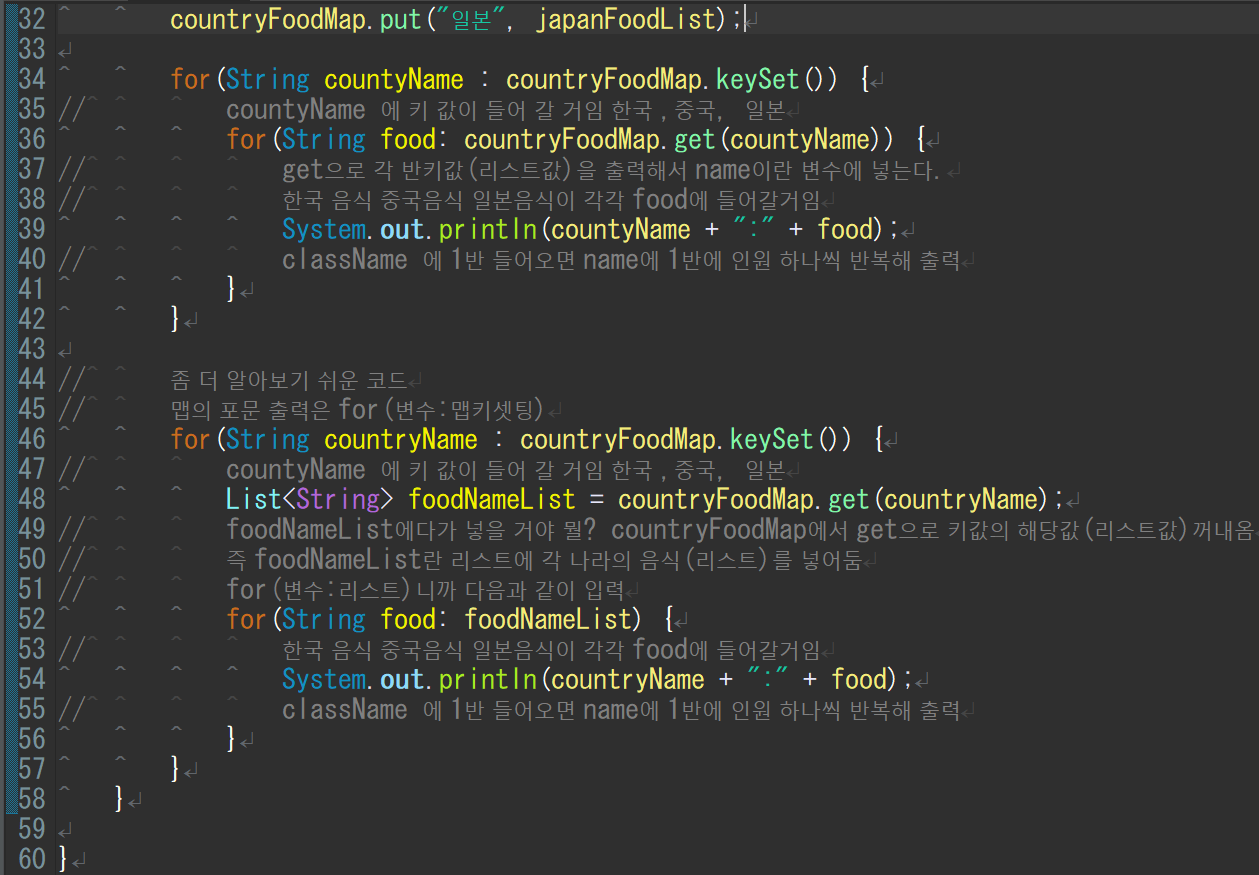 32 countryFoodMap.put("일본", japanFoodList);
33
34 for(String countyName : countryFoodMap.keySet()) {
35 // countyName 에 키 값이 들어 갈 거임 한국 , 중국, 일본
36 for(String food: countryFoodMap.get(countyName)) {
37 // get으로 각 반키값(리스트값)을 출력해서 name이란 변수에 넣는다.
38 // 한국 음식 중국음식 일본음식이 각각 food에 들어갈거임
39 System.out.println(countyName + ":" + food);
40 // className 에 1반 들어오면 name에 1반에 인원 하나씩 반복해 출력
41 }
42 }
43
44 // 좀 더 알아보기 쉬운 코드
45 // 맵의 포문 출력은 for(변수:맵키셋팅)
46 for(String countryName : countryFoodMap.keySet()) {
47 // countyName 에 키 값이 들어 갈 거임 한국 , 중국, 일본
48 List<String> foodNameList = countryFoodMap.get(countryName);
49 // foodNameList에다가 넣을 거야 뭘? countryFoodMap에서 get으로 키값의 해당값(리스트값)꺼내옴
50 // 즉 foodNameList란 리스트에 각 나라의 음식(리스트)를 넣어둠
51 // for(변수:리스트)니까 다음과 같이 입력
52 for(String food: foodNameList) {
53 // 한국 음식 중국음식 일본음식이 각각 food에 들어갈거임
54 System.out.println(countryName + ":" + food);
55 // className 에 1반 들어오면 name에 1반에 인원 하나씩 반복해 출력
56 }
57 }
58 }
59
60 }